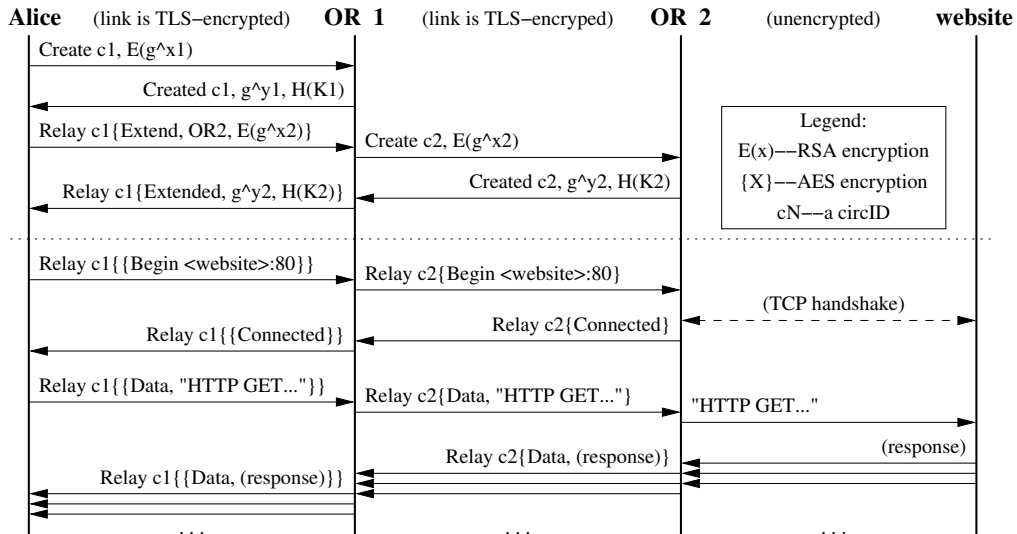 Alice (link is TLS−encrypted) OR 1 (link is TLS−encryped) OR 2 (unencrypted) website
Create c1, E(g^x1)
Created c1, g^y1, H(K1)
Relay c1{Extend, OR2, E(g^x2)}
Create c2, E(g^x2)
Created c2, g^y2, H(K2)
Relay c1{Extended, g^y2, H(K2)}
Legend:
E(x)−−RSA encryption
{X}−−AES encryption
cN−−a circID
Relay c1{{Begin <website>:80}}
Relay c2{Begin <website>:80}
(TCP handshake)
Relay c2{Connected}
Relay c1{{Connected}}
Relay c1{{Data, "HTTP GET..."}}
Relay c2{Data, "HTTP GET..."}
"HTTP GET..."
(response)
Relay c2{Data, (response)}
Relay c1{{Data, (response)}}
... ... ...